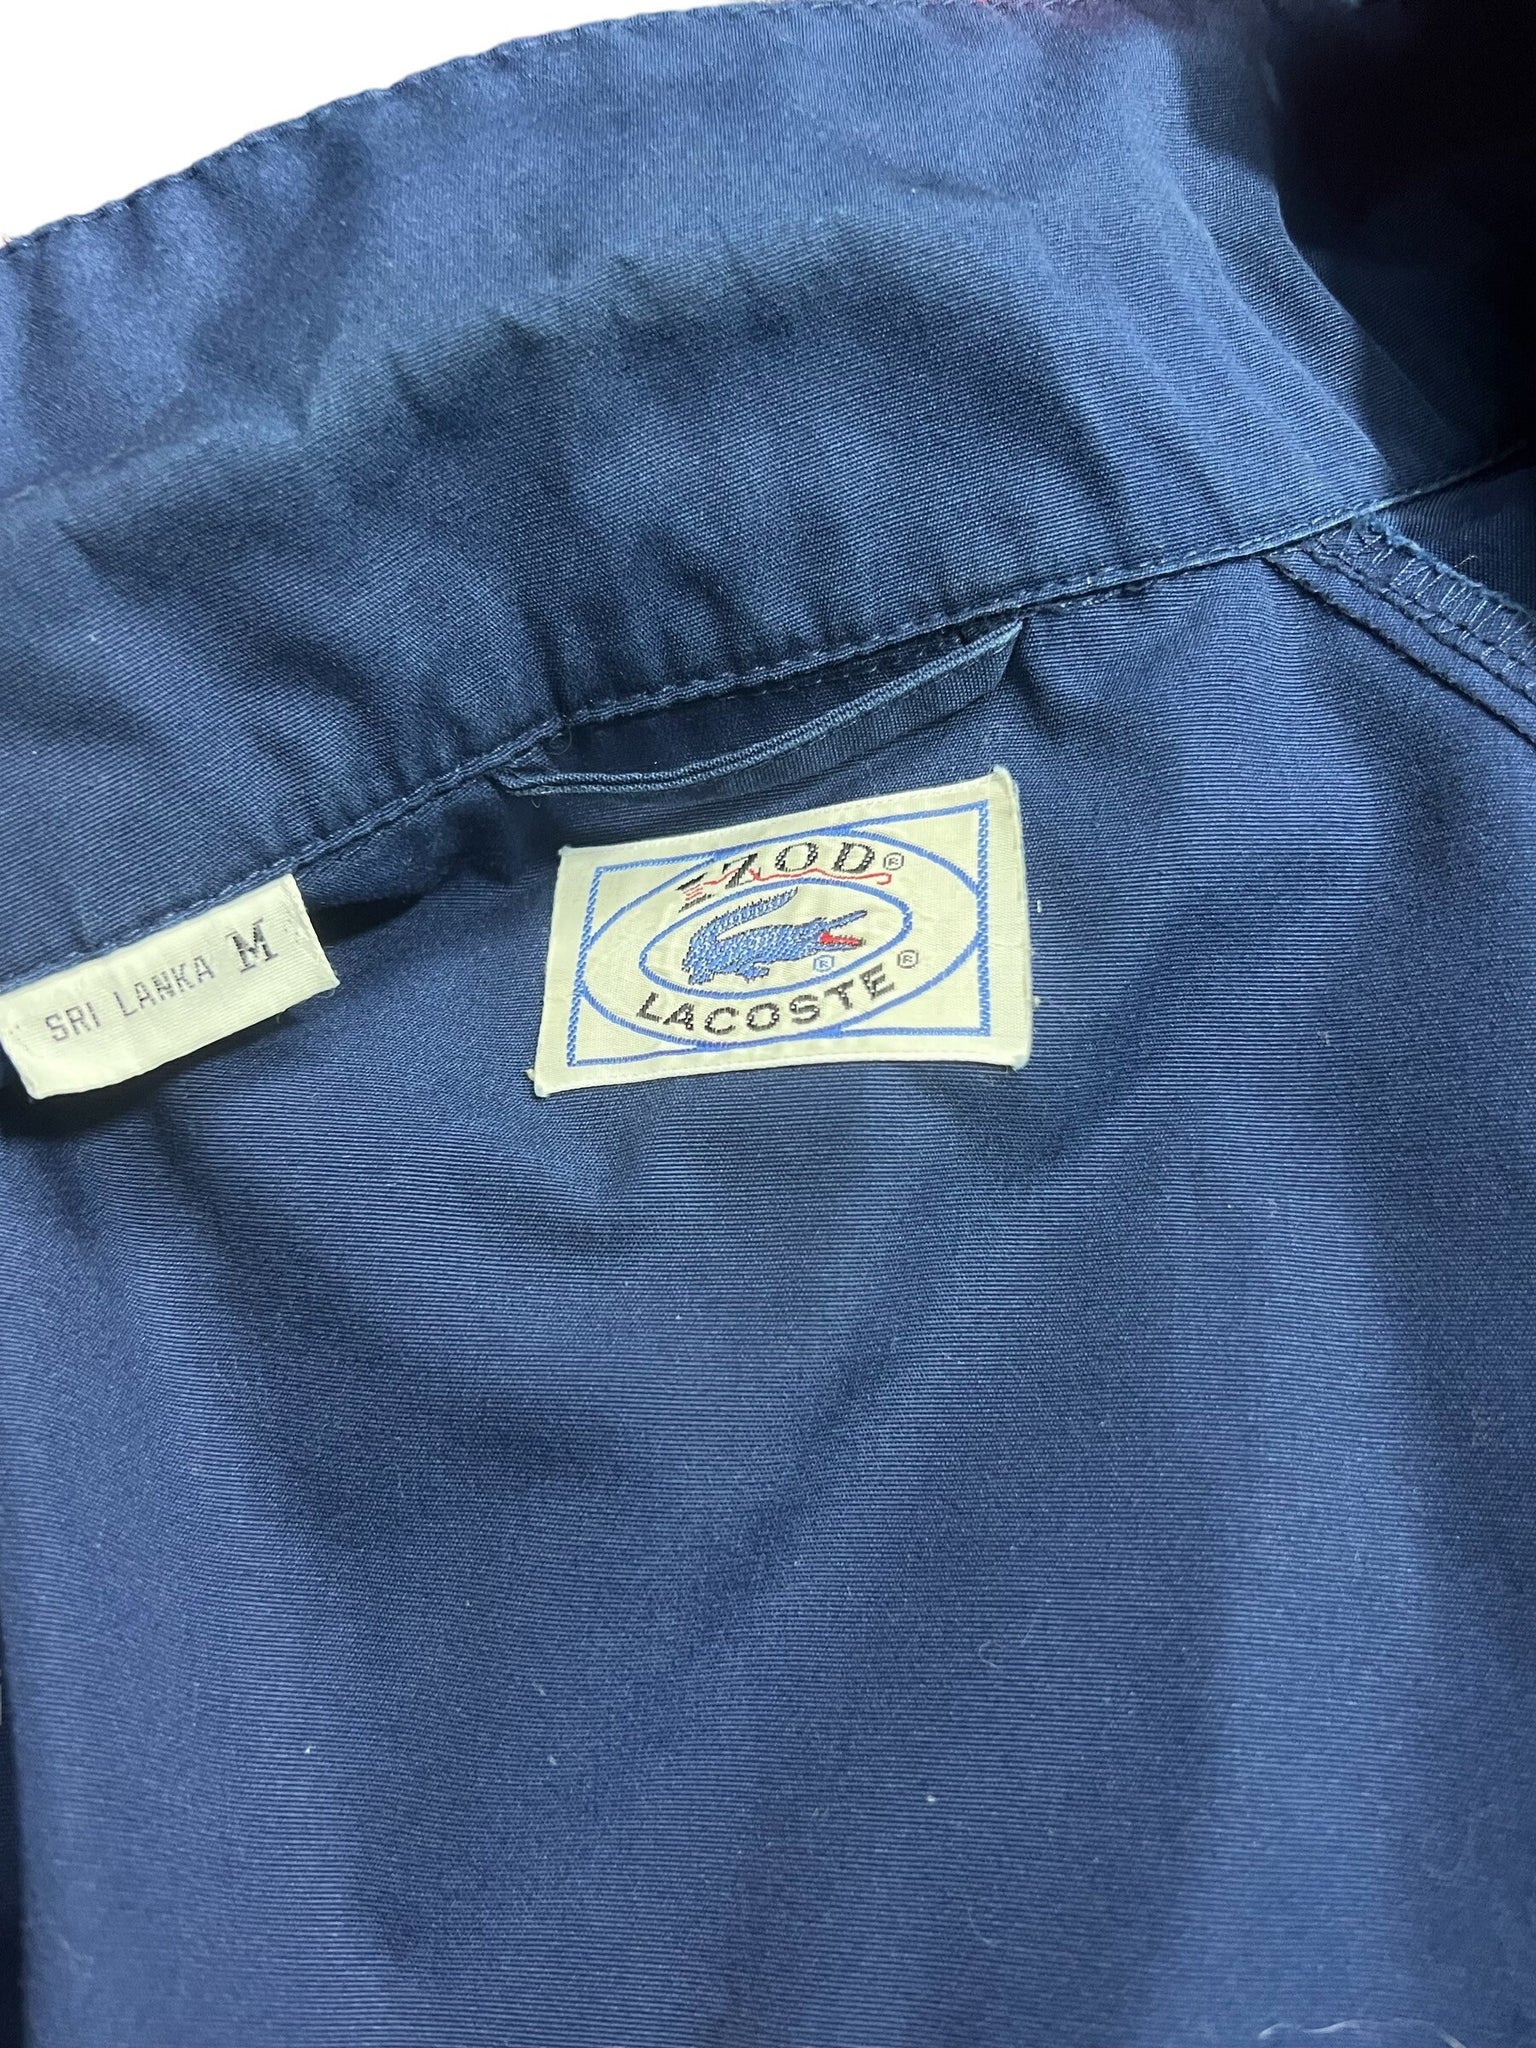 SRI LANKA M
IZOD®
®
LACOSTE®